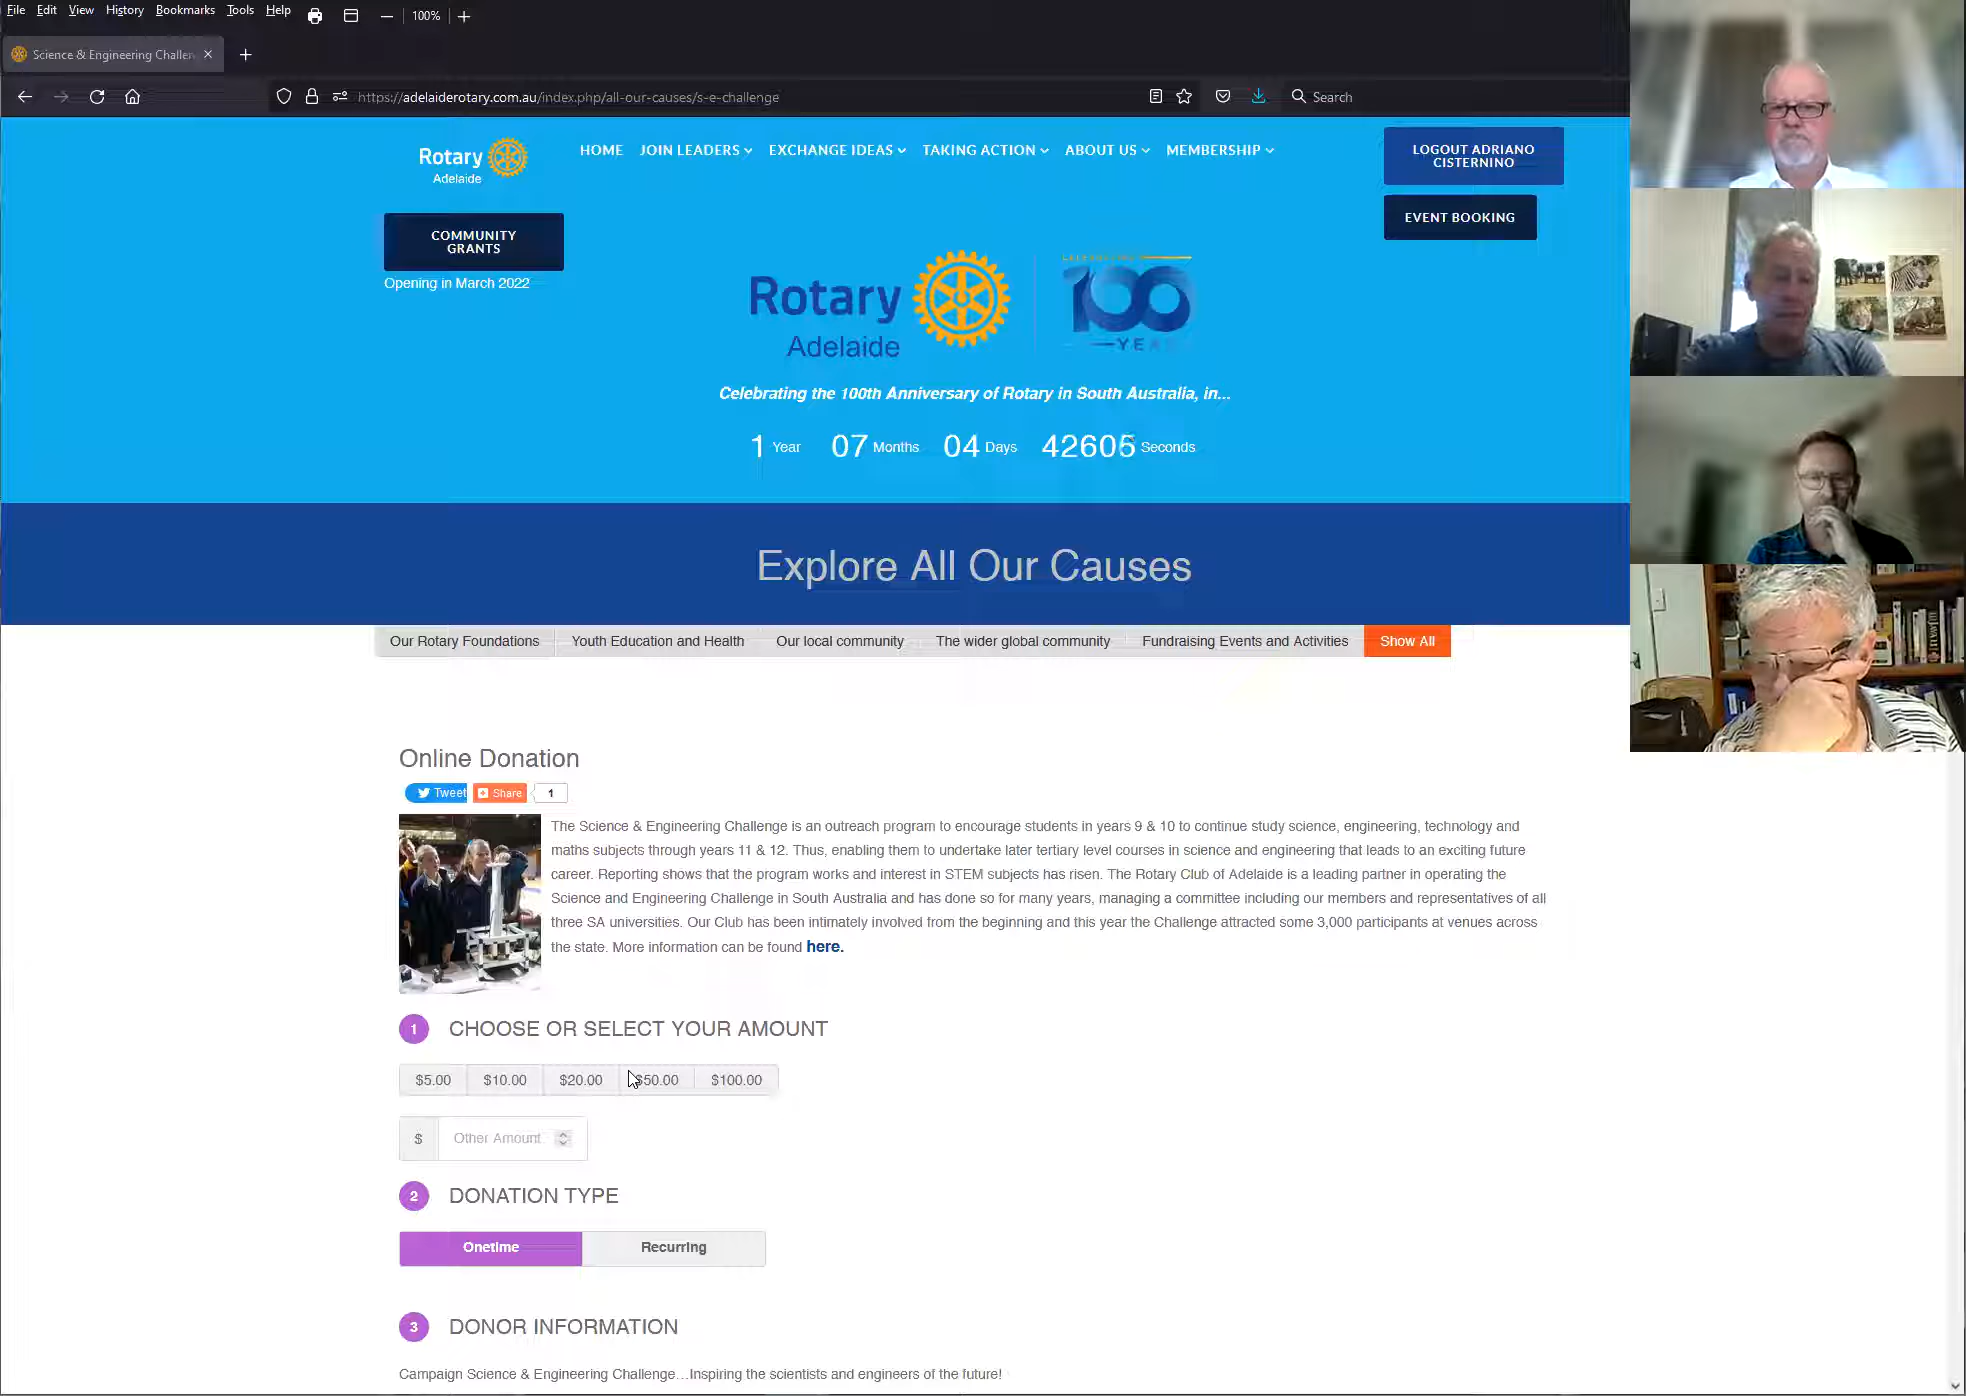 File Edit View History Bookmarks Tools Help 100%
Science & Engineering Challen
https://adelaiderotary.com.au/index.php/all-our-causes/s-e-challenge
Search
Rotary
Adelaide
HOME JOIN LEADERS EXCHANGE IDEAS TAKING ACTION ABOUT US MEMBERSHIP
LOGOUT ADRIANO
CISTERNINO
EVENT BOOKING
COMMUNITY
GRANTS
Opening in March 2022
Rotary
Adelaide
CELEBRATING
100
YEARS
Celebrating the 100th Anniversary of Rotary in South Australia, in...
1 Year 07 Months 04 Days 42605 Seconds
Explore All Our Causes
Our Rotary Foundations Youth Education and Health Our local community The wider global community Fundraising Events and Activities Show All
Online Donation
Tweet Share 1
The Science & Engineering Challenge is an outreach program to encourage students in years 9 & 10 to continue study science, engineering, technology and
maths subjects through years 11 & 12. Thus, enabling them to undertake later tertiary level courses in science and engineering that leads to an exciting future
career. Reporting shows that the program works and interest in STEM subjects has risen. The Rotary Club of Adelaide is a leading partner in operating the
Science and Engineering Challenge in South Australia and has done so for many years, managing a committee including our members and representatives of all
three SA universities. Our Club has been intimately involved from the beginning and this year the Challenge attracted some 3,000 participants at venues across
the state. More information can be found here.
1 CHOOSE OR SELECT YOUR AMOUNT
$5.00 $10.00 $20.00 $50.00 $100.00
$ Other Amount
2 DONATION TYPE
Onetime Recurring
3 DONOR INFORMATION
Campaign Science & Engineering Challenge...Inspiring the scientists and engineers of the future!